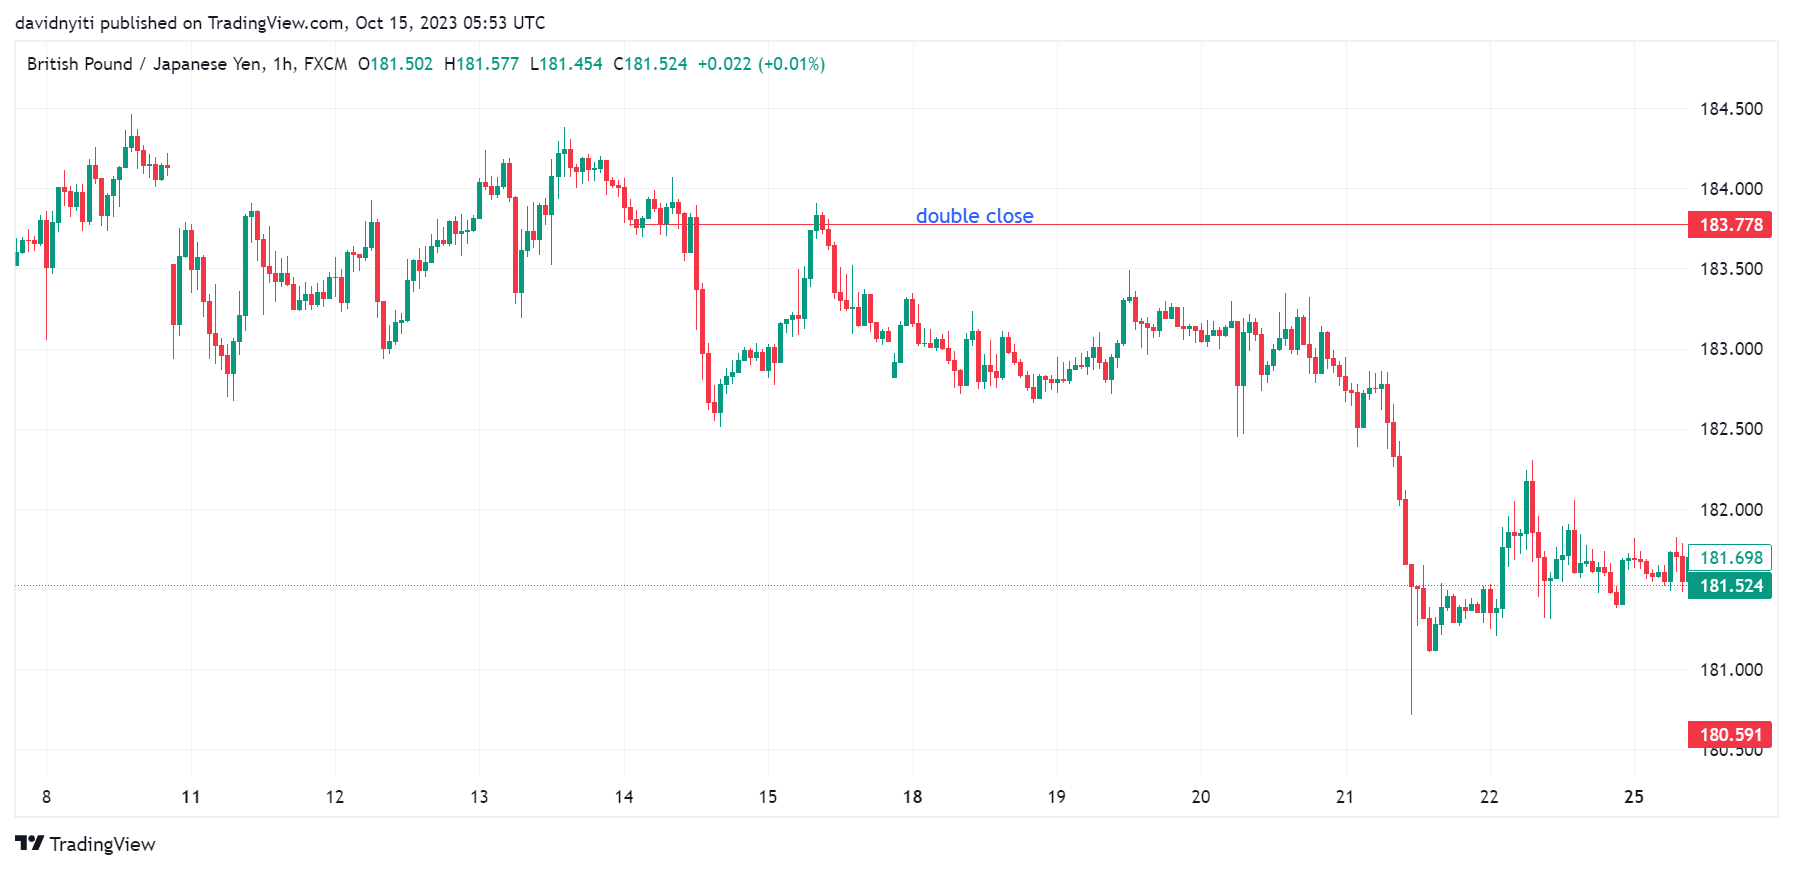 davidnyiti published on TradingView.com, Oct 15, 2023 05:53 UTC
British Pound / Japanese Yen, 1h, FXCM O181.502 H181.577 L181.454 C181.524 +0.022 (+0.01%)
184.500
184.000
double close
183.778
183.500
183.000
182.500
182.000
181.698
181.524
181.000
180.591
180.500
8 11 12 13 14 15 18 19 20 21 22 25
TradingView